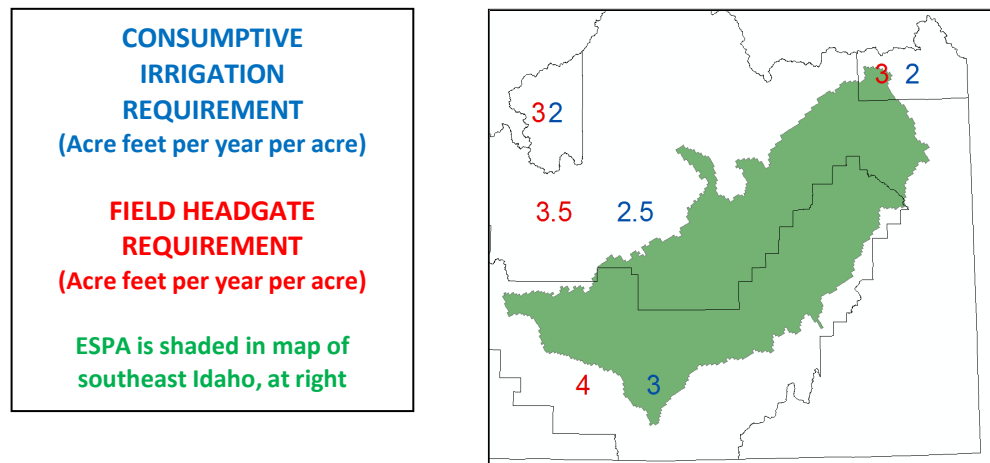 CONSUMPTIVE
IRRIGATION
REQUIREMENT
(Acre feet per year per acre)
FIELD HEADGATE
REQUIREMENT
(Acre feet per year per acre)
ESPA is shaded in map of
southeast Idaho, at right
3 2
3 2
3.5 2.5
4 3